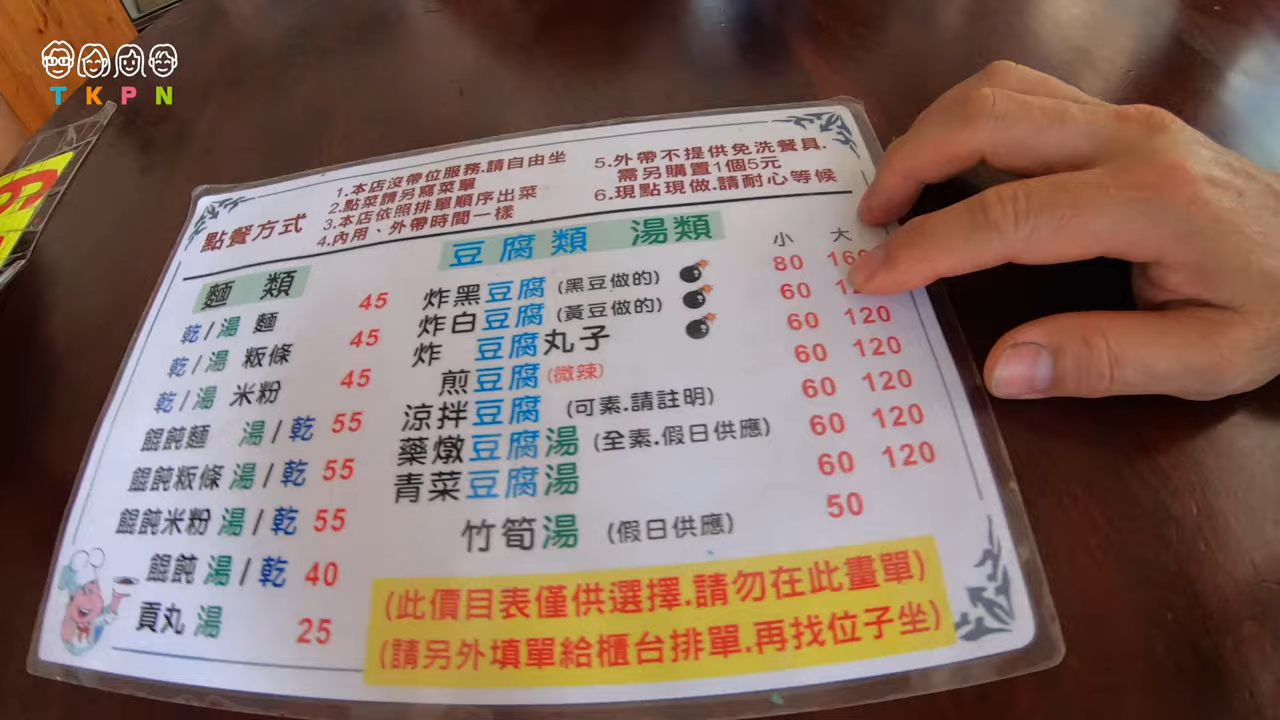 TKPN
點餐方式
1.本店沒帶位服務.請自由坐
2.點菜請另寫菜單
3.本店依照排單順序出菜
4.內用、外帶時間一樣
5.外帶不提供免洗餐具.
需另購置1個5元
6.現點現做.請耐心等候
麵 類
乾/湯 麵 45
乾/湯 粄條 45
乾/湯 米粉 45
餛飩麵 湯/乾 55
餛飩粄條 湯/乾 55
餛飩米粉 湯/乾 55
餛飩 湯/乾 40
貢丸 湯 25
豆腐類 湯類
小 大
炸黑豆腐 (黑豆做的) 80
炸白豆腐 (黃豆做的) 60
炸 豆腐丸子 60 120
煎豆腐(微辣) 60 120
涼拌豆腐 (可素.請註明) 60 120
藥燉豆腐湯 (全素.假日供應) 60 120
青菜豆腐湯 60 120
竹筍湯 (假日供應) 50
(此價目表僅供選擇.請勿在此畫單)
(請另外填單給櫃台排單.再找位子坐)